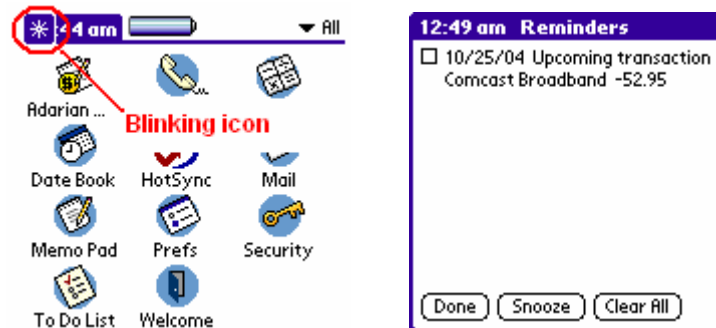 :44 am
All
Adarian ...
Blinking icon
Date Book HotSync Mail
Memo Pad Prefs Security
To Do List Welcome
12:49 am Reminders
10/25/04 Upcoming transaction
Comcast Broadband -52.95
Done Snooze Clear All